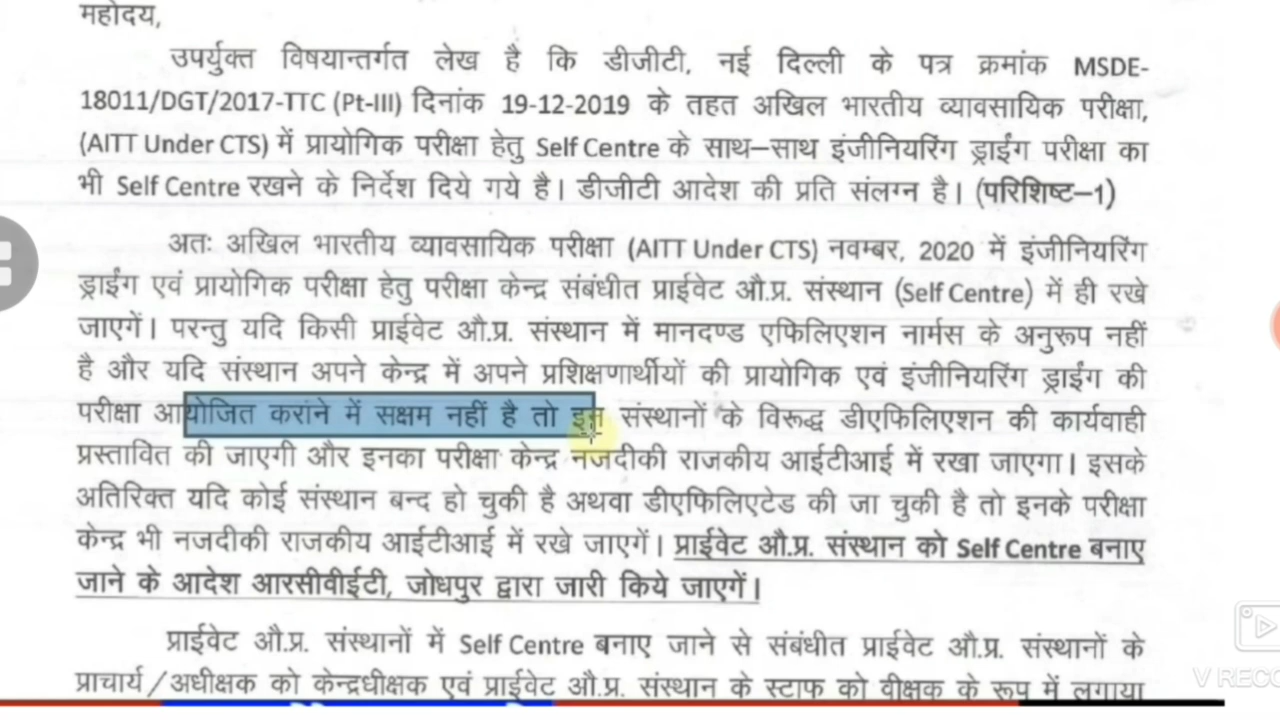 महोदय,
उपर्युक्त विषयान्तर्गत लेख है कि डीजीटी, नई दिल्ली के पत्र क्रमांक MSDE-
18011/DGT/2017-TTC (Pt-III) दिनांक 19-12-2019 के तहत अखिल भारतीय व्यावसायिक परीक्षा,
(AITT Under CTS) में प्रायोगिक परीक्षा हेतु Self Centre के साथ–साथ इंजीनियरिंग ड्राईंग परीक्षा का
भी Self Centre रखने के निर्देश दिये गये है। डीजीटी आदेश की प्रति संलग्न है। (परिशिष्ट–1)
अतः अखिल भारतीय व्यावसायिक परीक्षा (AITT Under CTS) नवम्बर, 2020 में इंजीनियरिंग
ड्राईंग एवं प्रायोगिक परीक्षा हेतु परीक्षा केन्द्र संबंधीत प्राईवेट औ.प्र. संस्थान (Self Centre) में ही रखे
जाएगें। परन्तु यदि किसी प्राईवेट औ.प्र. संस्थान में मानदण्ड एफिलिएशन नार्मस के अनुरूप नहीं
है और यदि संस्थान अपने केन्द्र में अपने प्रशिक्षणार्थीयों की प्रायोगिक एवं इंजीनियरिंग ड्राईंग की
परीक्षा आयोजित करांने में सक्षम नहीं है तो इन संस्थानों के विरूद्ध डीएफिलिएशन की कार्यवाही
प्रस्तावित की जाएगी और इनका परीक्षा केन्द्र नजदीकी राजकीय आईटीआई में रखा जाएगा। इसके
अतिरिक्त यदि कोई संस्थान बन्द हो चुकी है अथवा डीएफिलिएटेड की जा चुकी है तो इनके परीक्षा
केन्द्र भी नजदीकी राजकीय आईटीआई में रखे जाएगें। प्राईवेट औ.प्र. संस्थान को Self Centre बनाए
जाने के आदेश आरसीवीईटी, जोधपुर द्वारा जारी किये जाएगें।
प्राईवेट औ.प्र. संस्थानों में Self Centre बनाए जाने से संबंधीत प्राईवेट औ.प्र. संस्थानों के
प्राचार्य/अधीक्षक को केन्द्रधीक्षक एवं प्राईवेट औ.प्र. संस्थान के स्टाफ को वीक्षक के रूप में लगाया
V RECO